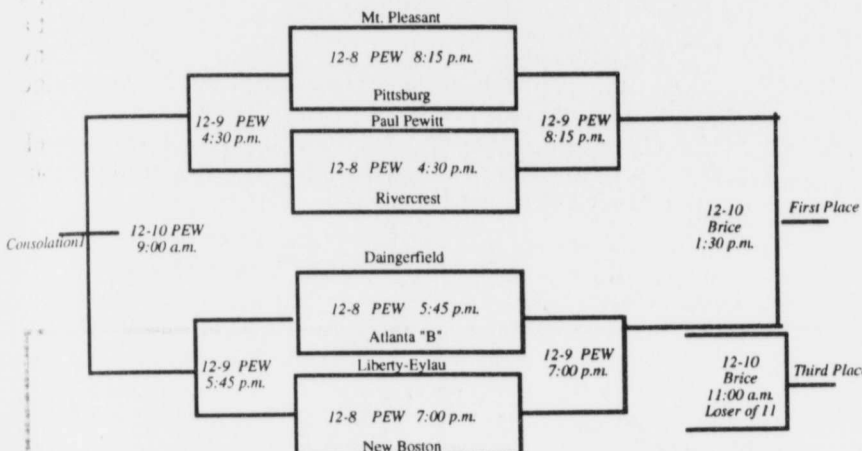 Mt. Pleasant
12-8 PEW 8:15 p.m.
Pittsburg
12-9 PEW
4:30 p.m.
Paul Pewitt
12-9 PEW
8:15 p.m.
12-8 PEW 4:30 p.m.
Rivercrest
12-10 PEW
9:00 a.m.
Consolation
12-10
Brice
1:30 p.m.
First Place
Daingerfield
12-8 PEW 5:45 p.m.
Atlanta "B"
12-9 PEW
5:45 p.m.
Liberty-Eylau
12-9 PEW
7:00 p.m.
12-8 PEW 7:00 p.m.
New Boston
12-10
Brice
11:00 a.m.
Loser of 11
Third Place